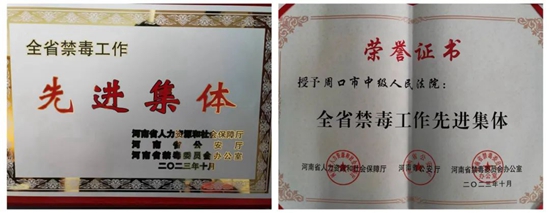 全省禁毒工作
先进集体
河南省人力资源和社会保障厅
河南省公安厅
河南省禁毒委员会办公室
二〇二三年十月
荣誉证书
授予周口市中级人民法院：
全省禁毒工作先进集体
河南省人力资源和社会保障厅 河南省公安厅 河南省禁毒委员会办公室
二〇二三年十月